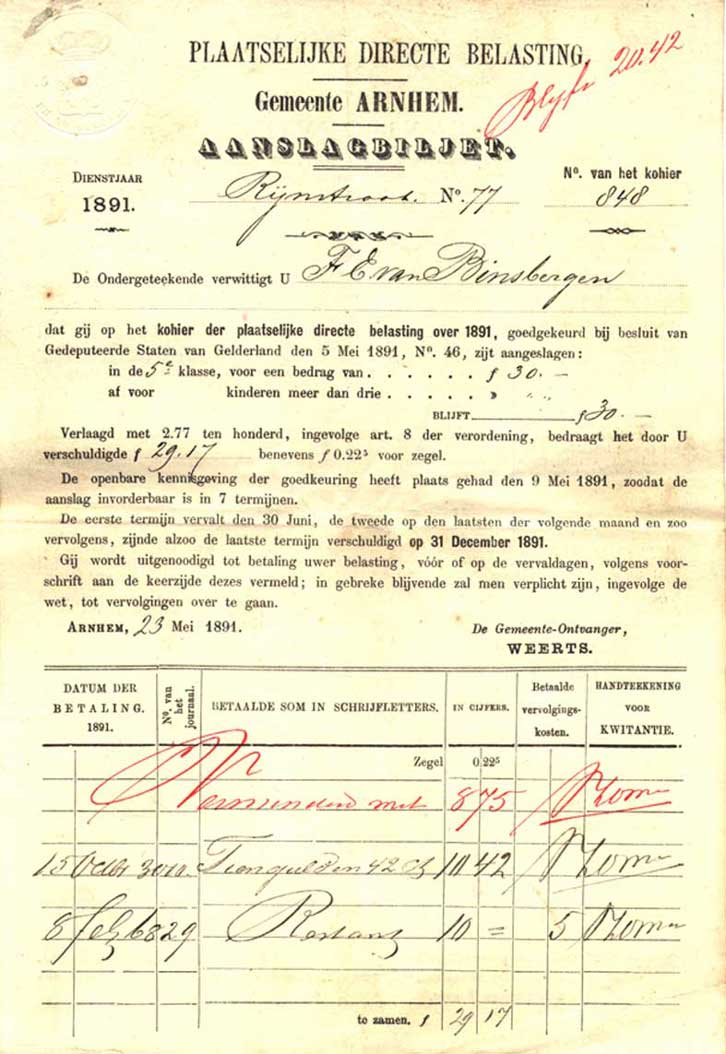 PLAATSELIJKE DIRECTE BELASTING,
Blyft 20.42
Gemeente ARNHEM.
AANSLAGBILJET.
DIENSTJAAR
1891.
Rijnstraat. No. 77
No. van het kohier
848
De Ondergeteekende verwittigt U F E van Binsbergen
dat gij op het kohier der plaatselijke directe belasting over 1891, goedgekeurd bij besluit van
Gedeputeerde Staten van Gelderland den 5 Mei 1891, No. 46, zijt aangeslagen:
in de 5e klasse, voor een bedrag van . . . . . . ƒ 30.-
af voor kinderen meer dan drie . . . . . » " "
BLIJFT ƒ 30.-
Verlaagd met 2.77 ten honderd, ingevolge art. 8 der verordening, bedraagt het door U
verschuldigde ƒ 29.17 benevens ƒ 0.225 voor zegel.
De openbare kennisgeving der goedkeuring heeft plaats gehad den 9 Mei 1891, zoodat de
aanslag invorderbaar is in 7 termijnen.
De eerste termijn vervalt den 30 Juni, de tweede op den laatsten der volgende maand en zoo
vervolgens, zijnde alzoo de laatste termijn verschuldigd op 31 December 1891.
Gij wordt uitgenoodigd tot betaling uwer belasting, vóór of op de vervaldagen, volgens voor-
schrift aan de keerzijde dezes vermeld; in gebreke blijvende zal men verplicht zijn, ingevolge de
wet, tot vervolgingen over te gaan.
ARNHEM, 23 Mei 1891.
De Gemeente-Ontvanger,
WEERTS.
DATUM DER BETALING. 1891.
No. van het journaal.
BETAALDE SOM IN SCHRIJFLETTERS.
IN CIJFERS.
Betaalde vervolgings-kosten.
HANDTEEKENING VOOR KWITANTIE.
Zegel 0.225
Verminderd met 8 75
15 Octbr 3010. Tien gulden 42 ct 10 42
8 Feb 6829 Restant 10 = 5
te zamen. ƒ 29 17